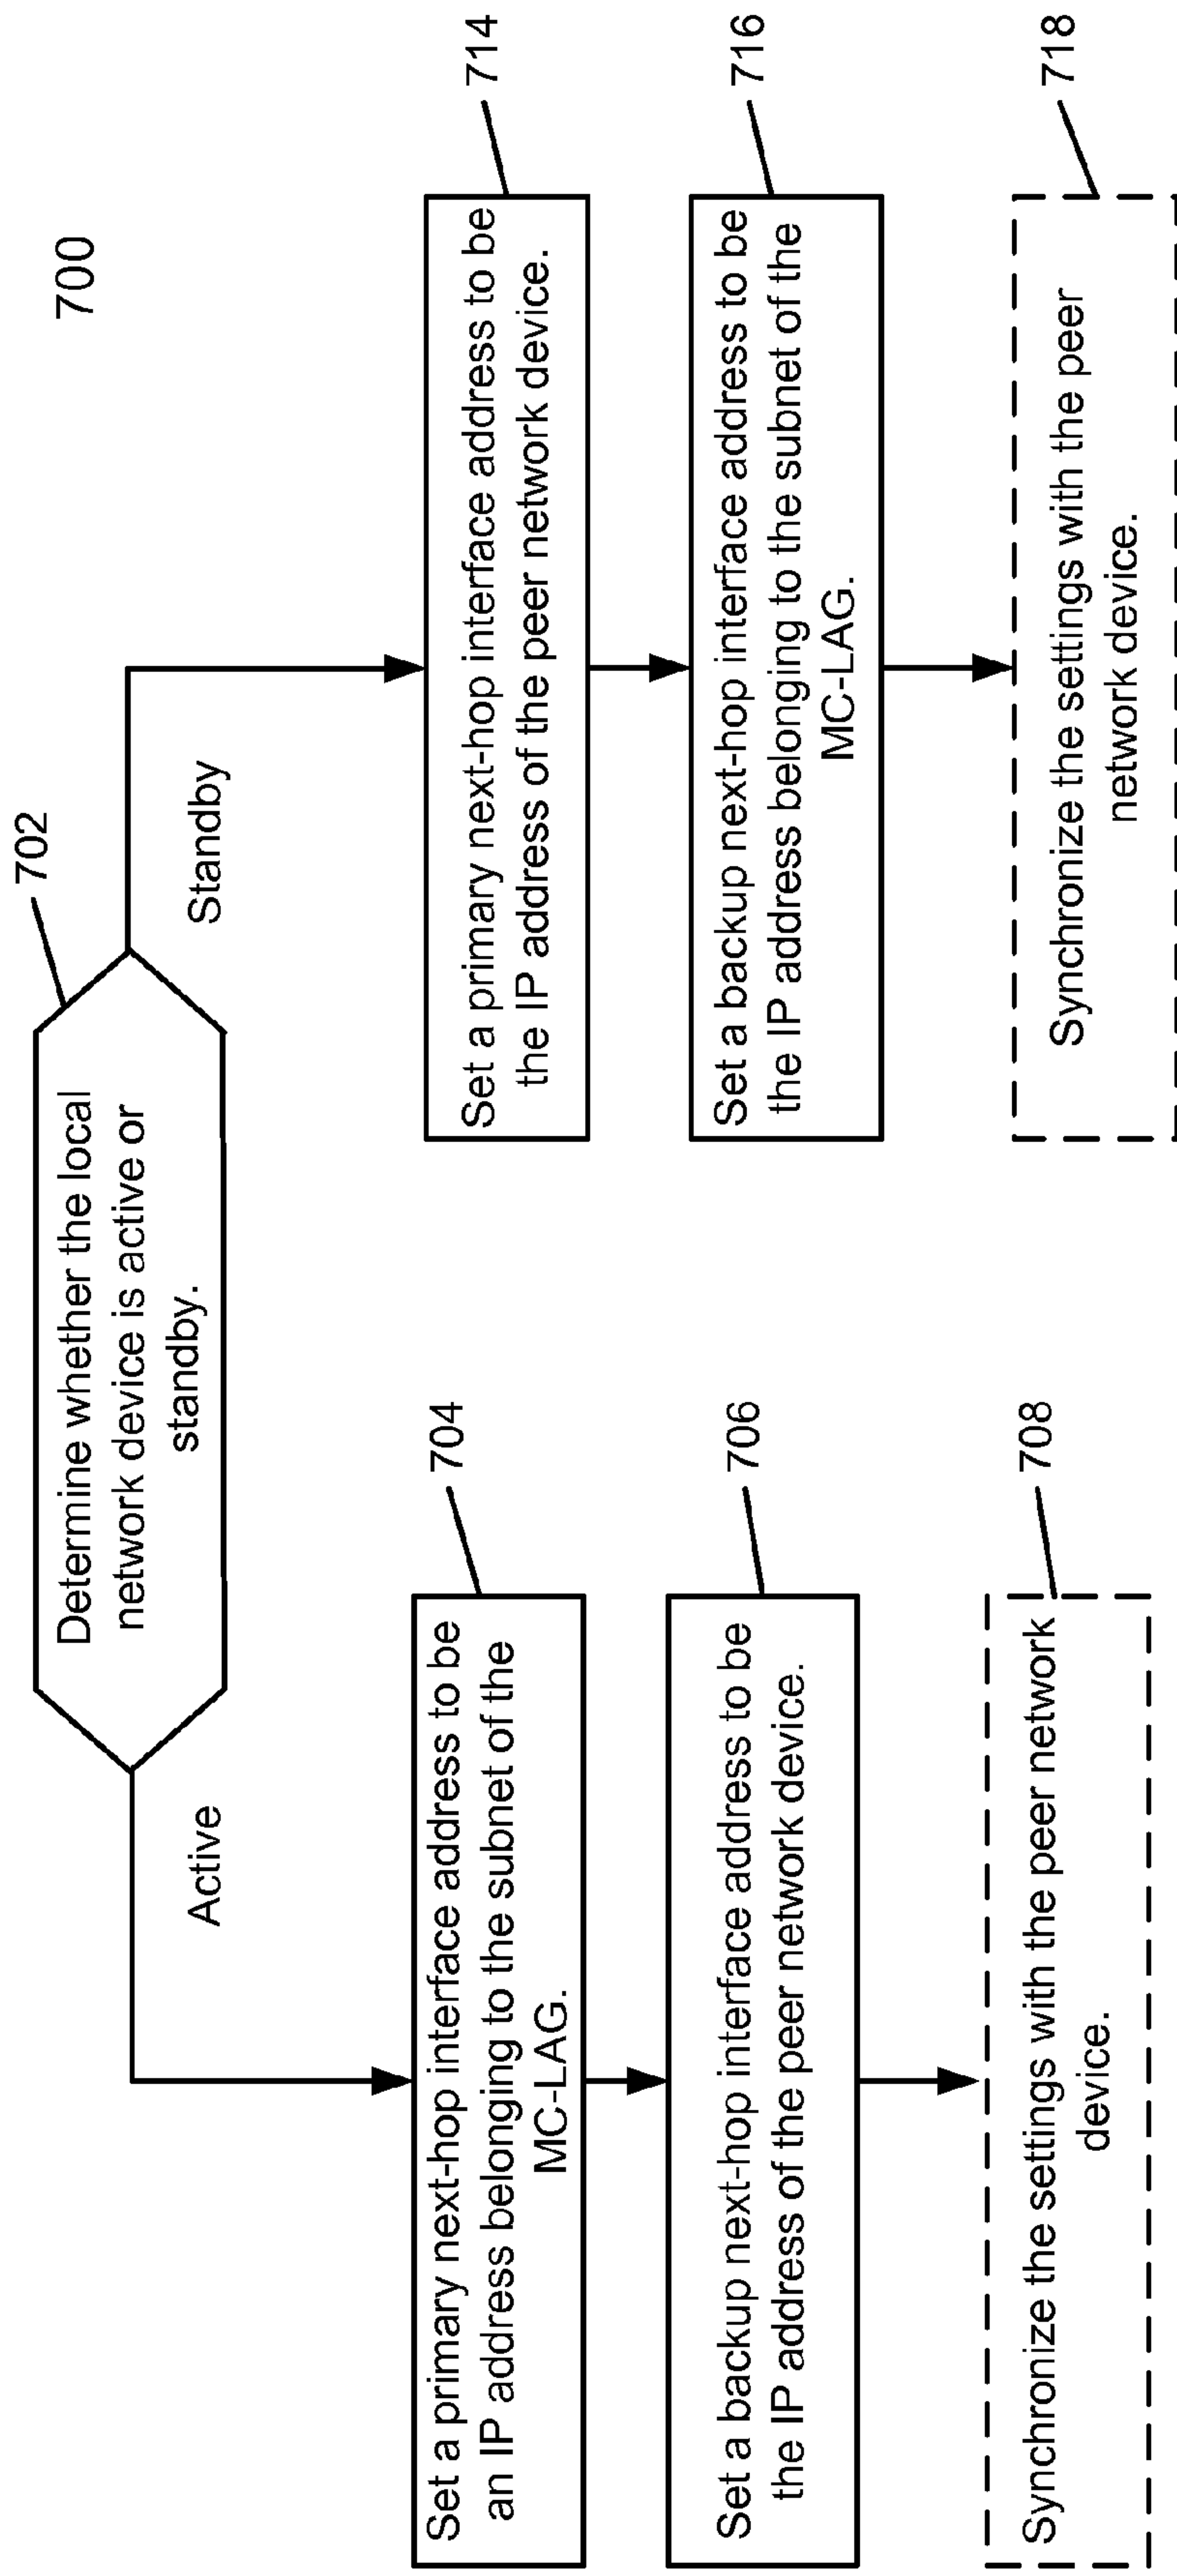 700
702
Determine whether the local
network device is active or
standby.
Active
Standby
704
Set a primary next-hop interface address to be
an IP address belonging to the subnet of the
MC-LAG.
706
Set a backup next-hop interface address to be
the IP address of the peer network device.
708
Synchronize the settings with the peer network
device.
714
Set a primary next-hop interface address to be
the IP address of the peer network device.
716
Set a backup next-hop interface address to be
the IP address belonging to the subnet of the
MC-LAG.
718
Synchronize the settings with the peer
network device.